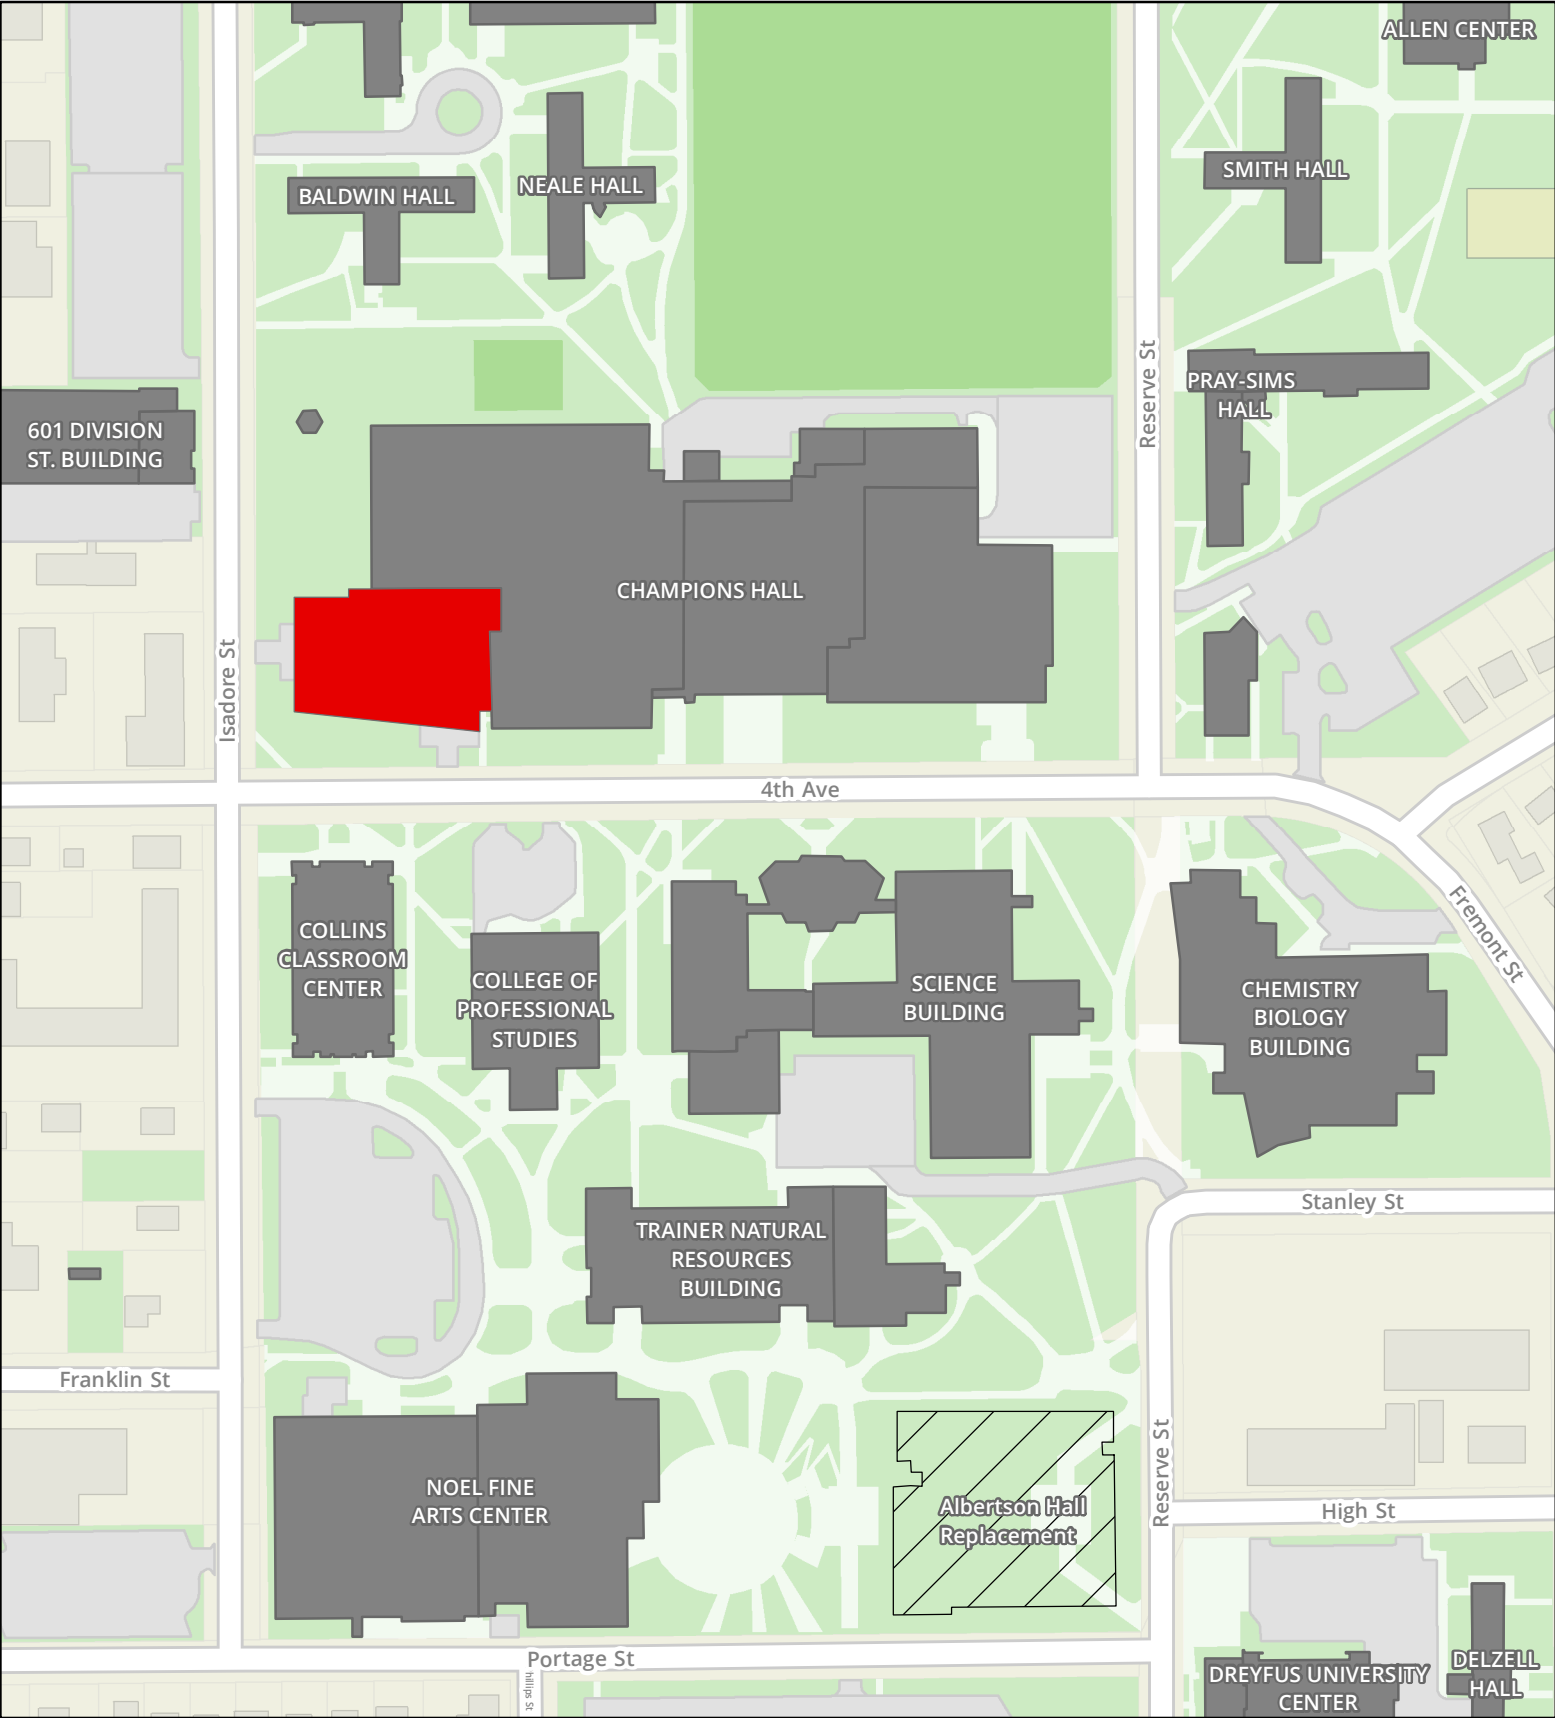 ALLEN CENTER
SMITH HALL
NEALE HALL
BALDWIN HALL
Reserve St
PRAY-SIMS
HALL
601 DIVISION
ST. BUILDING
CHAMPIONS HALL
Isadore St
4th Ave
Fremont St
COLLINS
CLASSROOM
CENTER
COLLEGE OF
PROFESSIONAL
STUDIES
SCIENCE
BUILDING
CHEMISTRY
BIOLOGY
BUILDING
Stanley St
TRAINER NATURAL
RESOURCES
BUILDING
Franklin St
Reserve St
NOEL FINE
ARTS CENTER
Albertson Hall
Replacement
High St
Portage St
hillips St
DREYFUS UNIVERSITY
CENTER
DELZELL
HALL